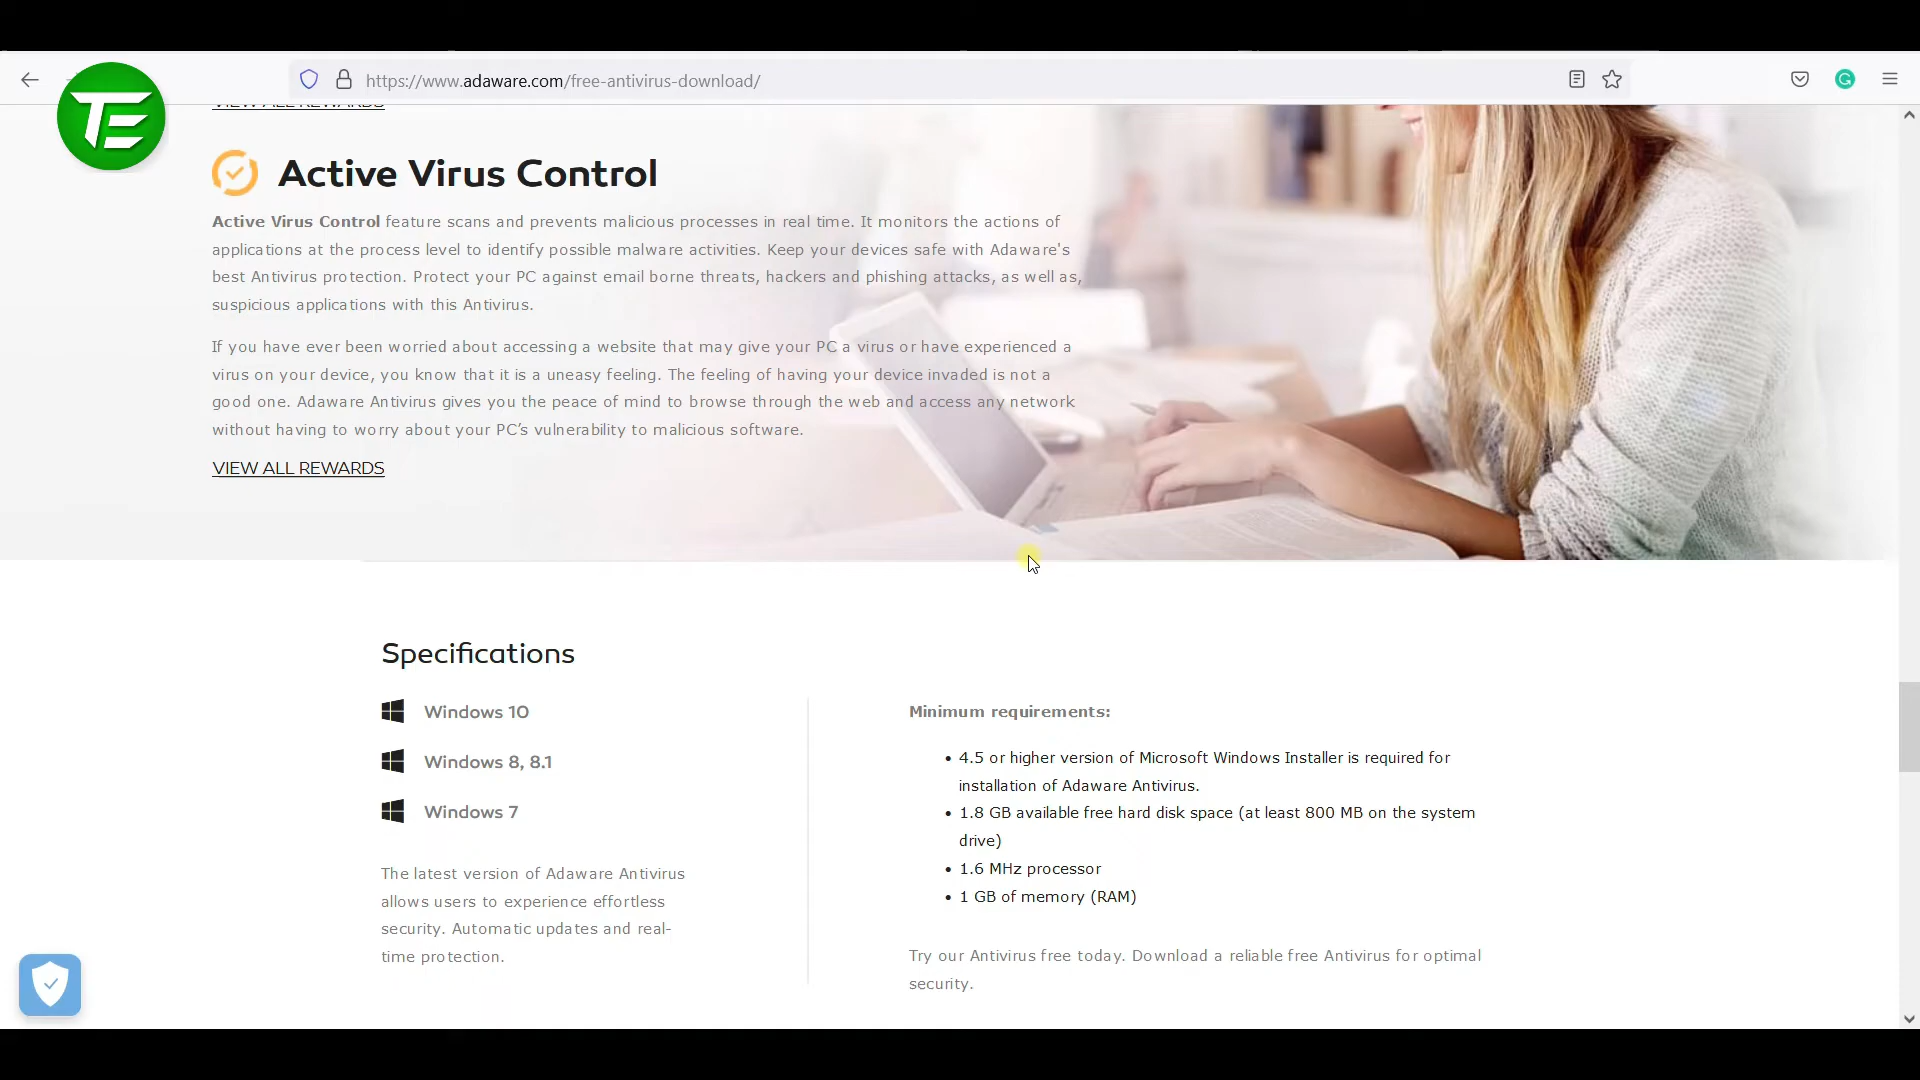 TE
https://www.adaware.com/free-antivirus-download/
G
VIEW ALL REWARDS
Active Virus Control
Active Virus Control feature scans and prevents malicious processes in real time. It monitors the actions of
applications at the process level to identify possible malware activities. Keep your devices safe with Adaware's
best Antivirus protection. Protect your PC against email borne threats, hackers and phishing attacks, as well as,
suspicious applications with this Antivirus.
If you have ever been worried about accessing a website that may give your PC a virus or have experienced a
virus on your device, you know that it is a uneasy feeling. The feeling of having your device invaded is not a
good one. Adaware Antivirus gives you the peace of mind to browse through the web and access any network
without having to worry about your PC’s vulnerability to malicious software.
VIEW ALL REWARDS
Specifications
Windows 10
Windows 8, 8.1
Windows 7
The latest version of Adaware Antivirus
allows users to experience effortless
security. Automatic updates and real-
time protection.
Minimum requirements:
• 4.5 or higher version of Microsoft Windows Installer is required for
installation of Adaware Antivirus.
• 1.8 GB available free hard disk space (at least 800 MB on the system
drive)
• 1.6 MHz processor
• 1 GB of memory (RAM)
Try our Antivirus free today. Download a reliable free Antivirus for optimal
security.